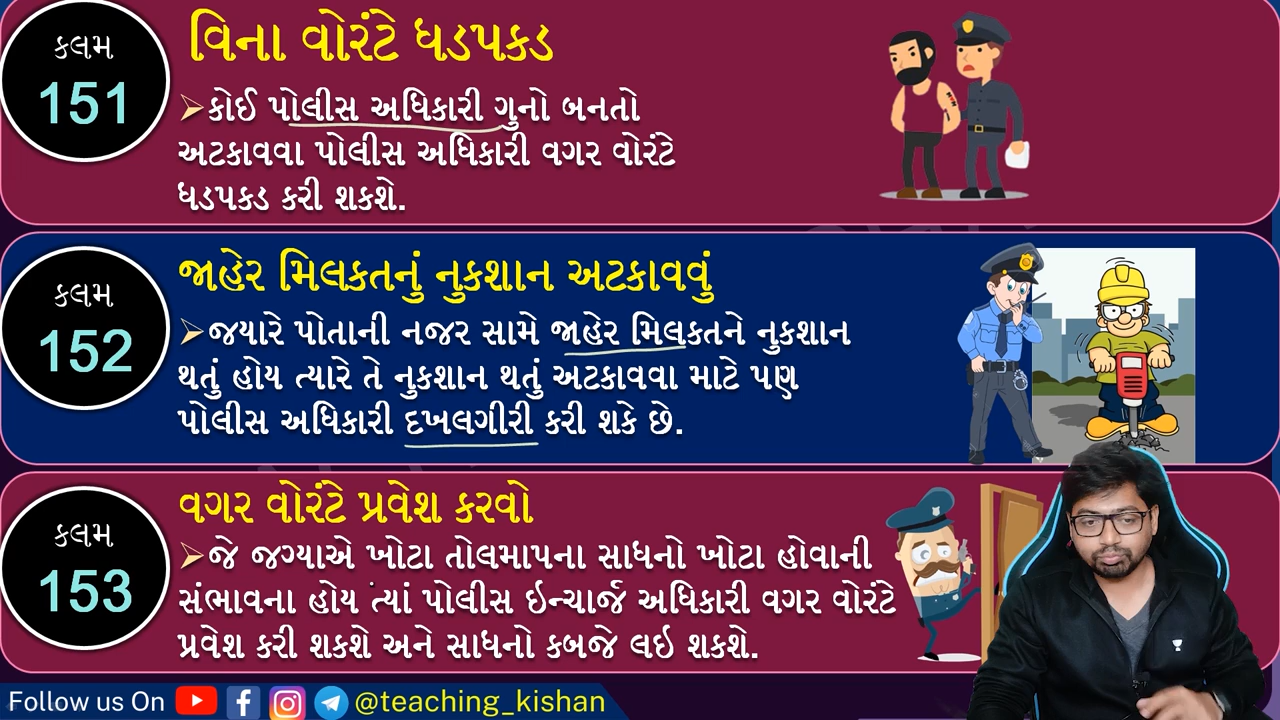 કલમ
151
વિના વોરંટે ધડપકડ
➢કોઈ પોલીસ અધિકારી ગુનો બનતો
અટકાવવા પોલીસ અધિકારી વગર વોરંટે
ધડપકડ કરી શકશે.
કલમ
152
જાહેર મિલકતનું નુકશાન અટકાવવું
➢જયારે પોતાની નજર સામે જાહેર મિલકતને નુકશાન
થતું હોય ત્યારે તે નુકશાન થતું અટકાવવા માટે પણ
પોલીસ અધિકારી દખલગીરી કરી શકે છે.
કલમ
153
વગર વોરંટે પ્રવેશ કરવો
➢જે જગ્યાએ ખોટા તોલમાપના સાધનો ખોટા હોવાની
સંભાવના હોય ત્યાં પોલીસ ઇન્ચાર્જ અધિકારી વગર વોરંટે
પ્રવેશ કરી શકશે અને સાધનો કબજે લઇ શકશે.
Follow us On @teaching_kishan